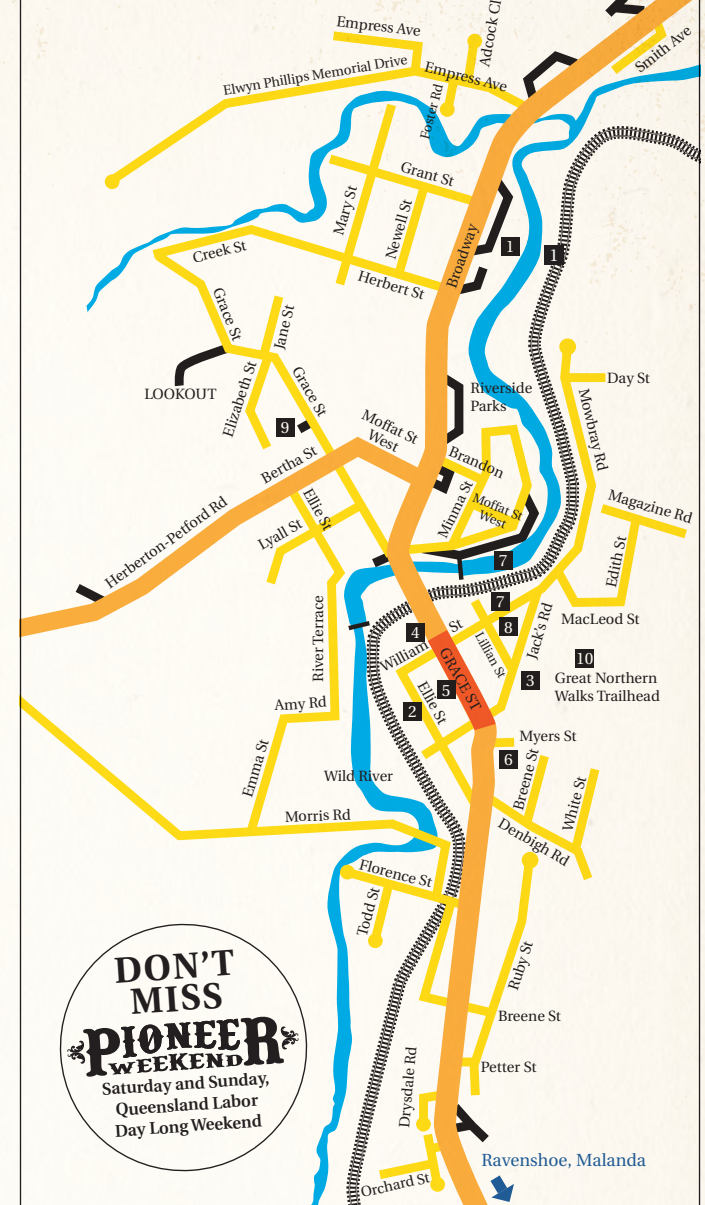 Empress Ave
Adcock Cl
Smith Ave
Elwyn Phillips Memorial Drive
Empress Ave
Foster Rd
Grant St
Mary St
Newell St
Broadway
1
1
Creek St
Herbert St
Grace St
Jane St
LOOKOUT
Elizabeth St
Grace St
Riverside
Parks
Day St
Mowbray Rd
9
Moffat St
West
Bertha St
Brandon
Minma St
Moffat St
West
Magazine Rd
Ellie St
Lyall St
Herberton-Petford Rd
Edith St
7
7
MacLeod St
River Terrace
4
William St
8
Lillian St
Jack's Rd
10
Great Northern
Walks Trailhead
3
GRACE ST
5
Ellie St
2
Amy Rd
Myers St
6
Emma St
Breene St
White St
Wild River
Morris Rd
Denbigh Rd
Florence St
Todd St
Ruby St
DON'T
MISS
PIONEER
WEEKEND
Saturday and Sunday,
Queensland Labor
Day Long Weekend
Breene St
Petter St
Drysdale Rd
Ravenshoe, Malanda
Orchard St